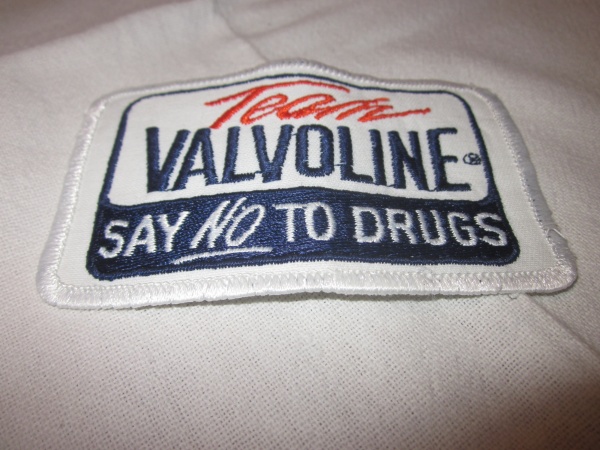 Team
VALVOLINE®
SAY NO TO DRUGS